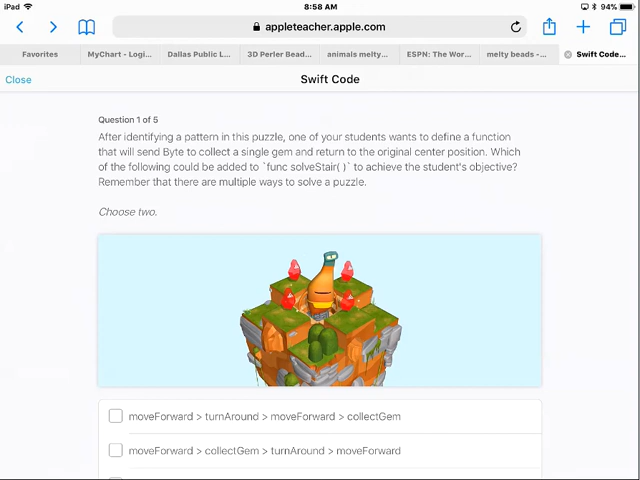 iPad 8:58 AM 94%
appleteacher.apple.com
Favorites MyChart - Logi... Dallas Public L... 3D Perler Bead... animals melty... ESPN: The Wor... melty beads -... Swift Code...
Close Swift Code
Question 1 of 5
After identifying a pattern in this puzzle, one of your students wants to define a function
that will send Byte to collect a single gem and return to the original center position. Which
of the following could be added to `func solveStair( )` to achieve the student's objective?
Remember that there are multiple ways to solve a puzzle.
Choose two.
moveForward > turnAround > moveForward > collectGem
moveForward > collectGem > turnAround > moveForward